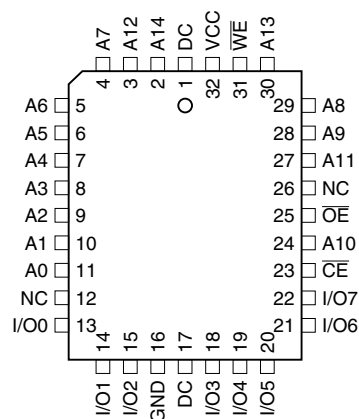 A7 A12 A14 DC VCC WE A13
4 3 2 1 32 31 30
A6 5 29 A8
A5 6 28 A9
A4 7 27 A11
A3 8 26 NC
A2 9 25 OE
A1 10 24 A10
A0 11 23 CE
NC 12 22 I/O7
I/O0 13 21 I/O6
14 15 16 17 18 19 20
I/O1 I/O2 GND DC I/O3 I/O4 I/O5